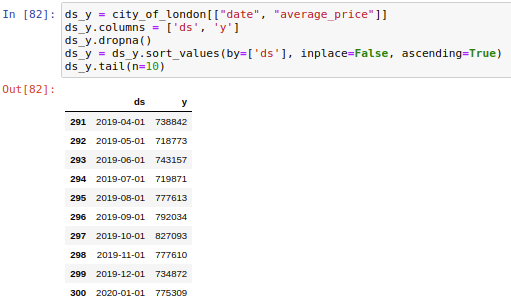 In [82]: ds_y = city_of_london[["date", "average_price"]]
ds_y.columns = ['ds', 'y']
ds_y.dropna()
ds_y = ds_y.sort_values(by=['ds'], inplace=False, ascending=True)
ds_y.tail(n=10)
Out[82]:
ds y
291 2019-04-01 738842
292 2019-05-01 718773
293 2019-06-01 743157
294 2019-07-01 719871
295 2019-08-01 777613
296 2019-09-01 792034
297 2019-10-01 827093
298 2019-11-01 777610
299 2019-12-01 734872
300 2020-01-01 775309